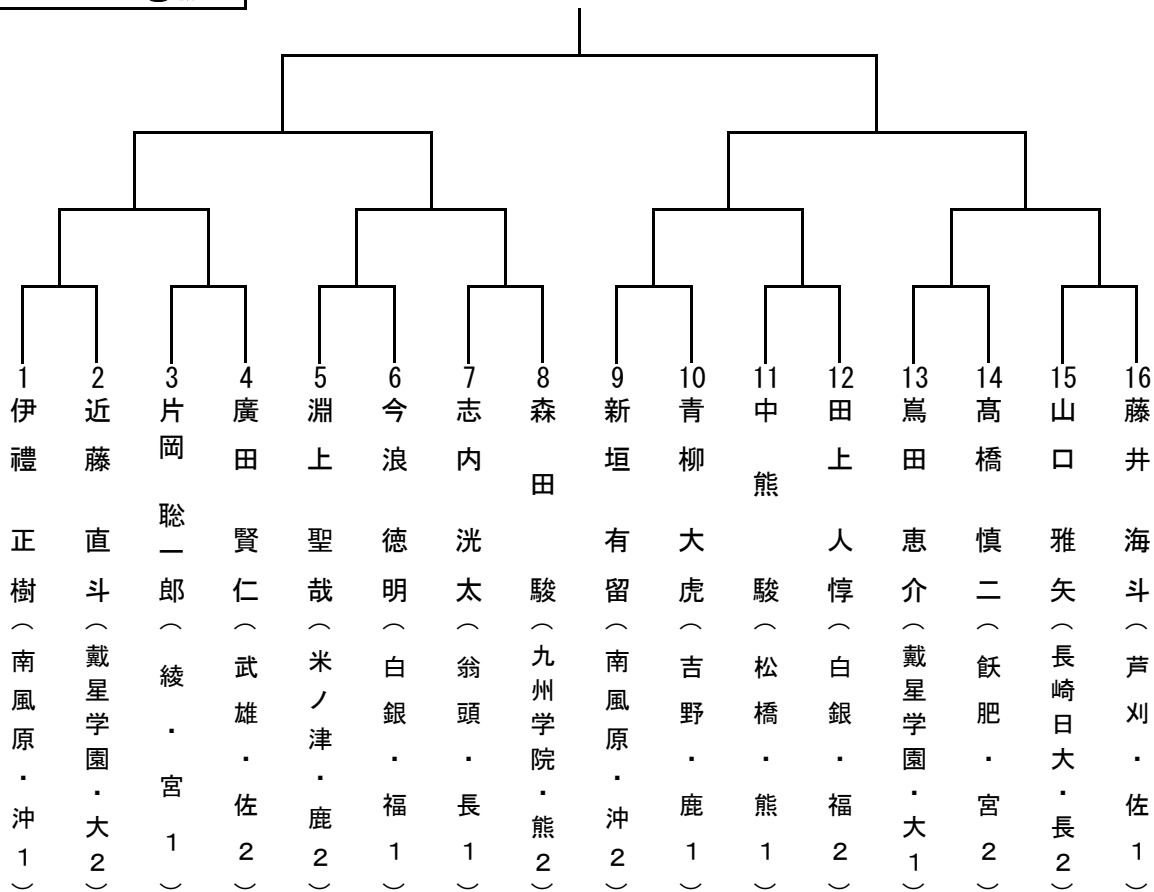 1 伊禮 正樹（南風原・沖1）
2 近藤 直斗（戴星学園・大2）
3 片岡 聡一郎（綾・宮1）
4 廣田 賢仁（武雄・佐2）
5 淵上 聖哉（米ノ津・鹿2）
6 今浪 徳明（白銀・福1）
7 志内 洸太（翁頭・長1）
8 森田 駿（九州学院・熊2）
9 新垣 有留（南風原・沖2）
10 青柳 大虎（吉野・鹿1）
11 中熊 駿（松橋・熊1）
12 田上 人惇（白銀・福2）
13 嶌田 恵介（戴星学園・大1）
14 髙橋 慎二（飫肥・宮2）
15 山口 雅矢（長崎日大・長2）
16 藤井 海斗（芦刈・佐1）